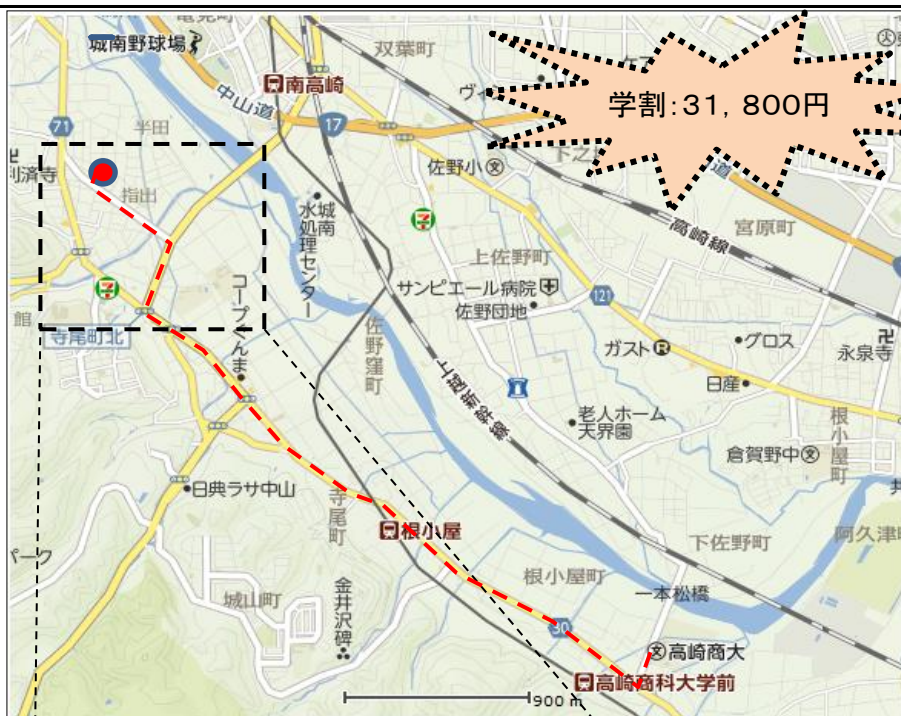 城南野球場
双葉町
学割：31，800円
南高崎
中山道
17
71
半田
佐野小
下之
利済寺
指出
水処理センター
城南
高崎線
宮原町
上佐野町
サンピエール病院
佐野団地
121
館
寺尾町北
コープぐんま
佐野窪町
上越新幹線
ガスト
グロス
永泉寺
日産
老人ホーム
天界園
根小屋町
倉賀野中
日典ラサ中山
寺尾町
根小屋
下佐野町
阿久津町
パーク
城山町
金井沢碑
根小屋町
一本松橋
30
高崎商大
高崎商科大学前
900 m